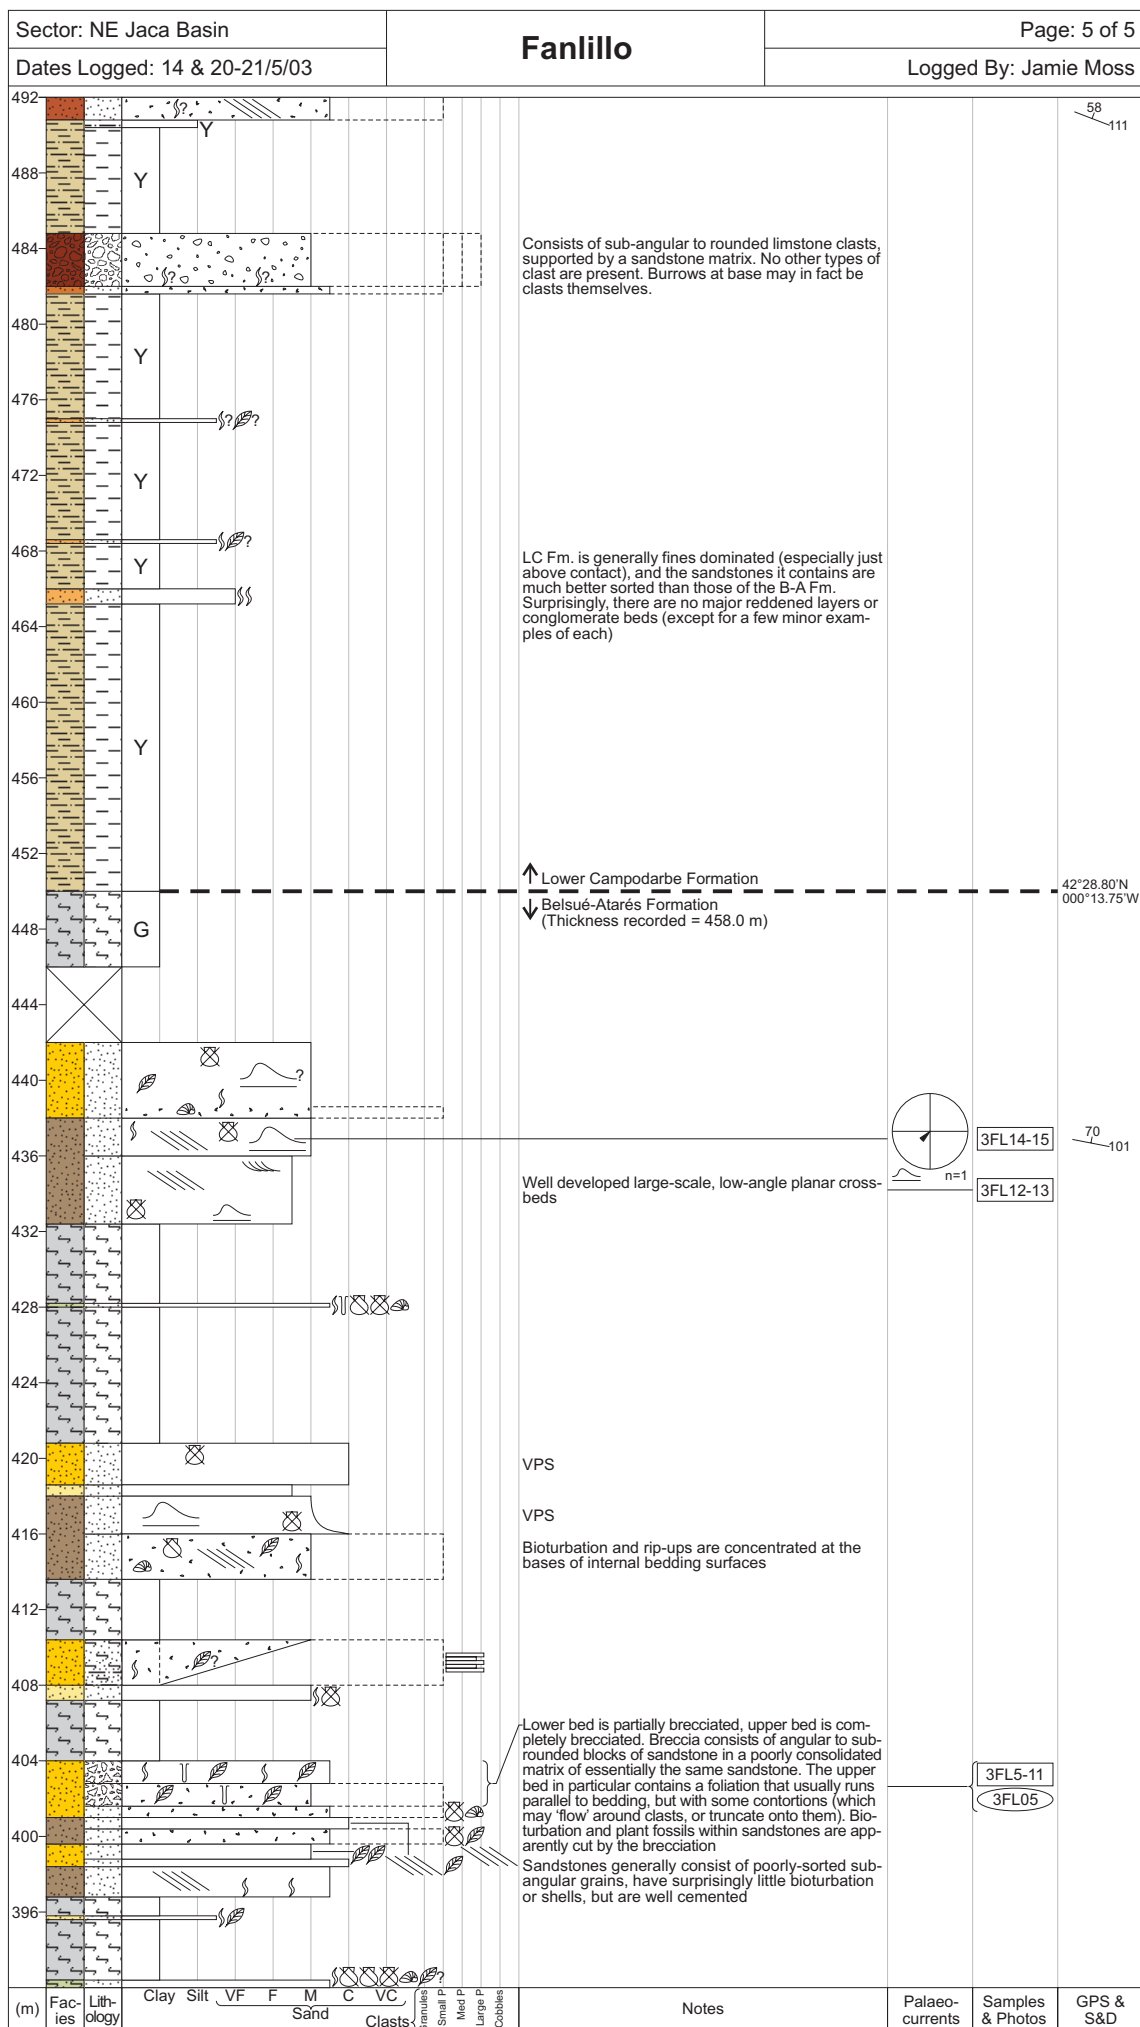 Sector: NE Jaca Basin
Dates Logged: 14 & 20-21/5/03
Fanlillo
Page: 5 of 5
Logged By: Jamie Moss
492
?
58
111
Y
488
Y
484
Consists of sub-angular to rounded limstone clasts,
supported by a sandstone matrix. No other types of
clast are present. Burrows at base may in fact be
clasts themselves.
? ?
480
Y
476
? ?
472
Y
468
?
Y
LC Fm. is generally fines dominated (especially just
above contact), and the sandstones it contains are
much better sorted than those of the B-A Fm.
Surprisingly, there are no major reddened layers or
conglomerate beds (except for a few minor exam-
ples of each)
464
460
Y
456
452
Lower Campodarbe Formation
42°28.80'N
000°13.75'W
Belsué-Atarés Formation
(Thickness recorded = 458.0 m)
448
G
444
440
?
436
3FL14-15
70
101
n=1
Well developed large-scale, low-angle planar cross-
beds
3FL12-13
432
428
424
420
VPS
VPS
416
Bioturbation and rip-ups are concentrated at the
bases of internal bedding surfaces
412
?
408
404
Lower bed is partially brecciated, upper bed is com-
pletely brecciated. Breccia consists of angular to sub-
rounded blocks of sandstone in a poorly consolidated
matrix of essentially the same sandstone. The upper
bed in particular contains a foliation that usually runs
parallel to bedding, but with some contortions (which
may 'flow' around clasts, or truncate onto them). Bio-
turbation and plant fossils within sandstones are app-
arently cut by the brecciation
3FL5-11
3FL05
400
Sandstones generally consist of poorly-sorted sub-
angular grains, have surprisingly little bioturbation
or shells, but are well cemented
396
?
(m)
Fac-
ies
Lith-
ology
Clay Silt VF F M C VC
Sand
Clasts
Granules
Small P
Med P
Large P
Cobbles
Notes
Palaeo-
currents
Samples
& Photos
GPS &
S&D